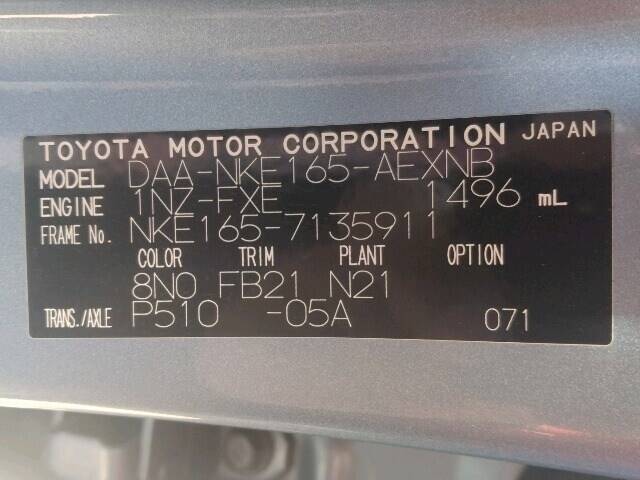 TOYOTA MOTOR CORPORATION JAPAN
MODEL DAA-NKE165-AEXNB
ENGINE 1NZ-FXE 1496 mL
FRAME No. NKE165-7135911
COLOR TRIM PLANT OPTION
8N0 FB21 N21
TRANS./AXLE P510 -05A 071